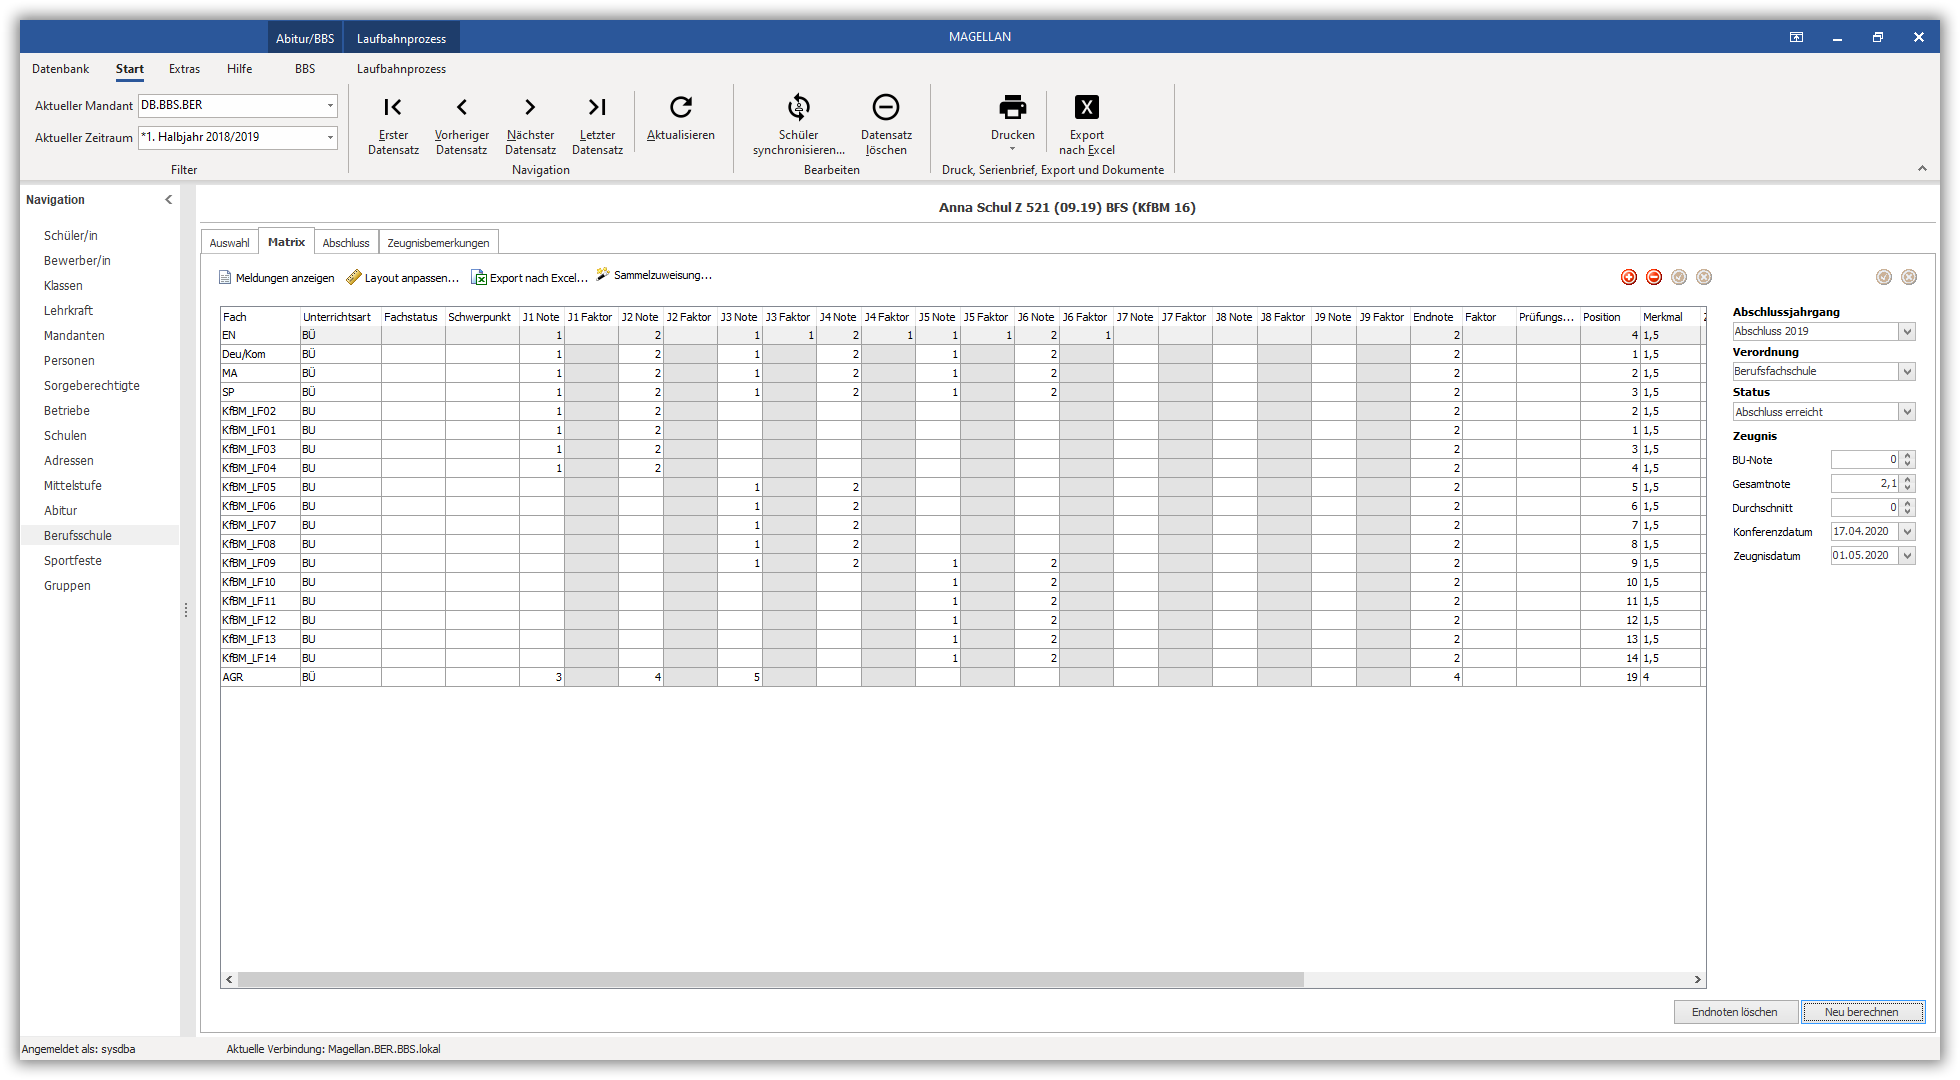 Abitur/BBS Laufbahnprozess MAGELLAN
Datenbank Start Extras Hilfe BBS Laufbahnprozess
Aktueller Mandant DB.BBS.BER
Aktueller Zeitraum *1. Halbjahr 2018/2019
Erster Datensatz
Vorheriger Datensatz
Nächster Datensatz
Letzter Datensatz
Aktualisieren
Schüler synchronisieren...
Datensatz löschen
Drucken
Export nach Excel
Filter Navigation Bearbeiten Druck, Serienbrief, Export und Dokumente
Navigation
Schüler/in
Bewerber/in
Klassen
Lehrkraft
Mandanten
Personen
Sorgeberechtigte
Betriebe
Schulen
Adressen
Mittelstufe
Abitur
Berufsschule
Sportfeste
Gruppen
Anna Schul Z 521 (09.19) BFS (KfBM 16)
Auswahl Matrix Abschluss Zeugnisbemerkungen
Meldungen anzeigen Layout anpassen... Export nach Excel... Sammelzuweisung...
Fach Unterrichtsart Fachstatus Schwerpunkt J1 Note J1 Faktor J2 Note J2 Faktor J3 Note J3 Faktor J4 Note J4 Faktor J5 Note J5 Faktor J6 Note J6 Faktor J7 Note J7 Faktor J8 Note J8 Faktor J9 Note J9 Faktor Endnote Faktor Prüfungs... Position Merkmal
EN BÜ 1 2 1 1 2 1 1 1 2 1 2 4 1,5
Deu/Kom BÜ 1 2 1 2 1 2 2 1 1,5
MA BÜ 1 2 1 2 1 2 2 2 1,5
SP BÜ 1 2 1 2 1 2 2 3 1,5
KfBM_LF02 BU 1 2 2 2 1,5
KfBM_LF01 BU 1 2 2 1 1,5
KfBM_LF03 BU 1 2 2 3 1,5
KfBM_LF04 BU 1 2 2 4 1,5
KfBM_LF05 BU 1 2 2 5 1,5
KfBM_LF06 BU 1 2 2 6 1,5
KfBM_LF07 BU 1 2 2 7 1,5
KfBM_LF08 BU 1 2 2 8 1,5
KfBM_LF09 BU 1 2 1 2 2 9 1,5
KfBM_LF10 BU 1 2 2 10 1,5
KfBM_LF11 BU 1 2 2 11 1,5
KfBM_LF12 BU 1 2 2 12 1,5
KfBM_LF13 BU 1 2 2 13 1,5
KfBM_LF14 BU 1 2 2 14 1,5
AGR BÜ 3 4 5 4 19 4
Abschlussjahrgang
Abschluss 2019
Verordnung
Berufsfachschule
Status
Abschluss erreicht
Zeugnis
BU-Note 0
Gesamtnote 2,1
Durchschnitt 0
Konferenzdatum 17.04.2020
Zeugnisdatum 01.05.2020
Endnoten löschen Neu berechnen
Angemeldet als: sysdba Aktuelle Verbindung: Magellan.BER.BBS.lokal